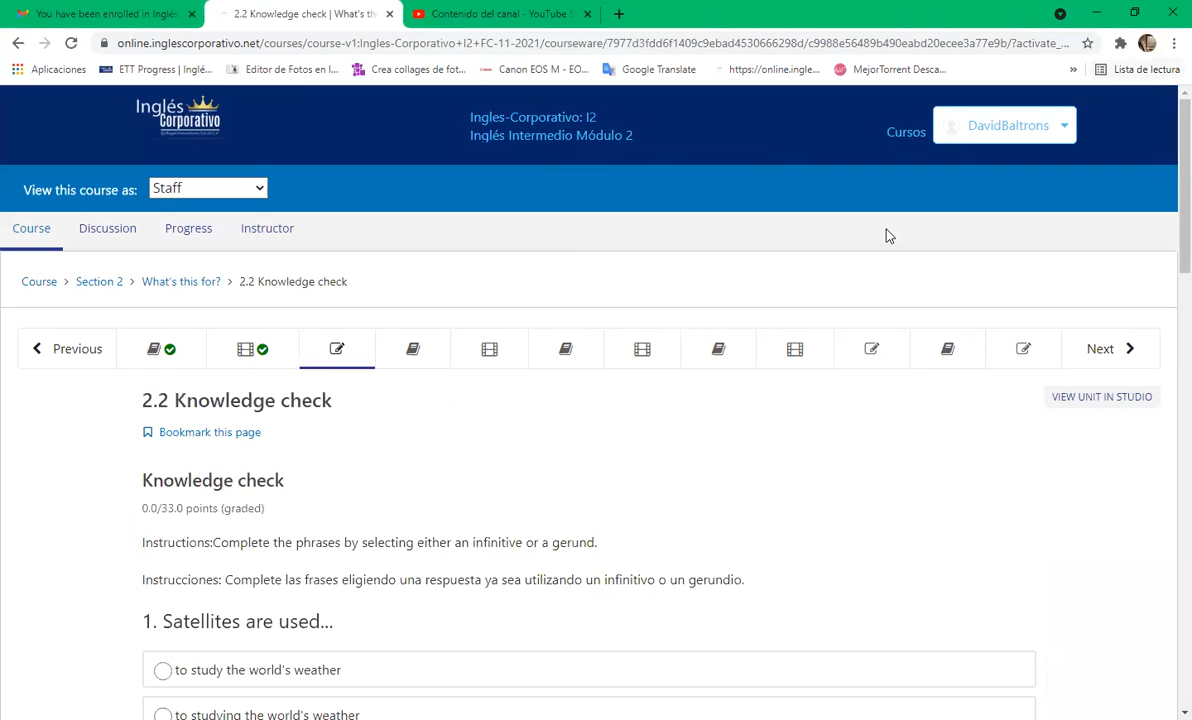 You have been enrolled in Inglés
2.2 Knowledge check | What's th
Contenido del canal - YouTube S
online.inglescorporativo.net/courses/course-v1:Ingles-Corporativo+I2+FC-11-2021/courseware/7977d3fdd6f1409c9ebad4530666298d/c9988e56489b490eabd20ecee3a77e9b/?activate_...
Aplicaciones
ETT Progress | Inglé...
Editor de Fotos en l...
Crea collages de fot...
Canon EOS M - EO...
Google Translate
https://online.ingle...
MejorTorrent Desca...
»
Lista de lectura
Inglés
Corporativo
Ingles-Corporativo: I2
Inglés Intermedio Módulo 2
Cursos
DavidBaltrons
View this course as:
Staff
Course
Discussion
Progress
Instructor
Course > Section 2 > What's this for? > 2.2 Knowledge check
Previous
Next
2.2 Knowledge check
VIEW UNIT IN STUDIO
Bookmark this page
Knowledge check
0.0/33.0 points (graded)
Instructions:Complete the phrases by selecting either an infinitive or a gerund.
Instrucciones: Complete las frases eligiendo una respuesta ya sea utilizando un infinitivo o un gerundio.
1. Satellites are used...
to study the world's weather
to studying the world's weather